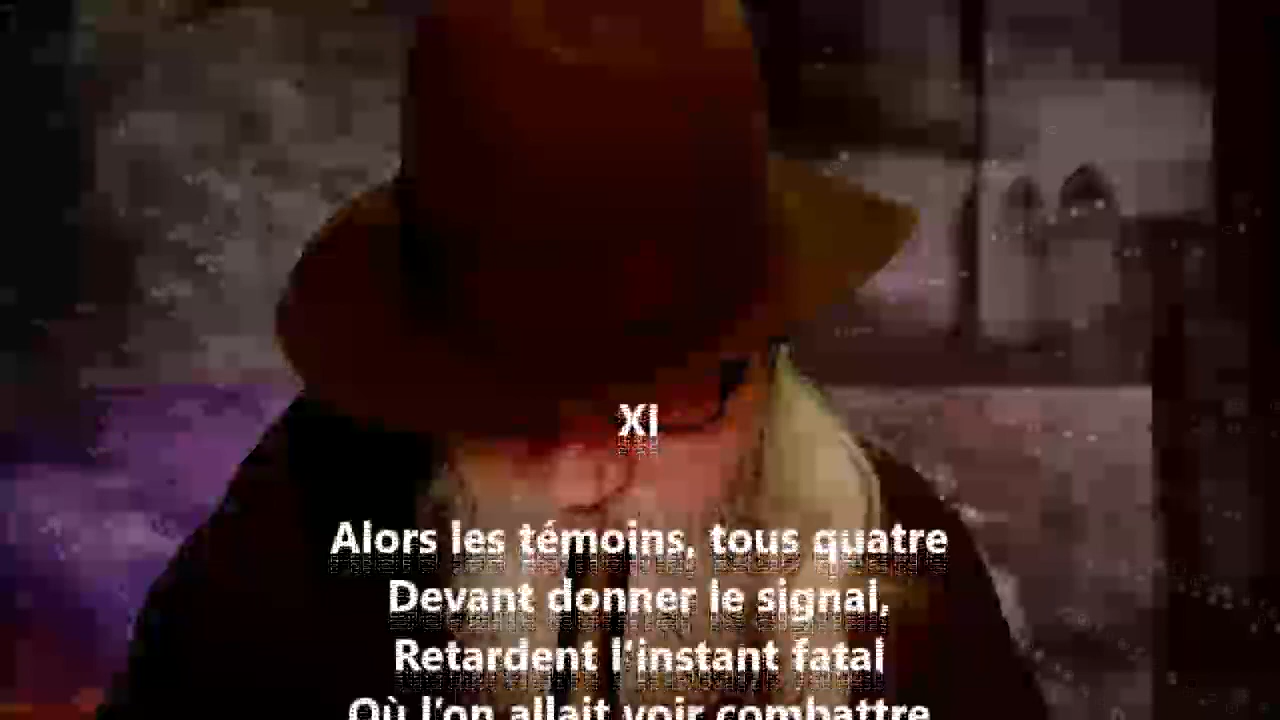 XI
Alors les témoins, tous quatre
Devant donner le signal,
Retardent l'instant fatal
Où l'on allait voir combattre